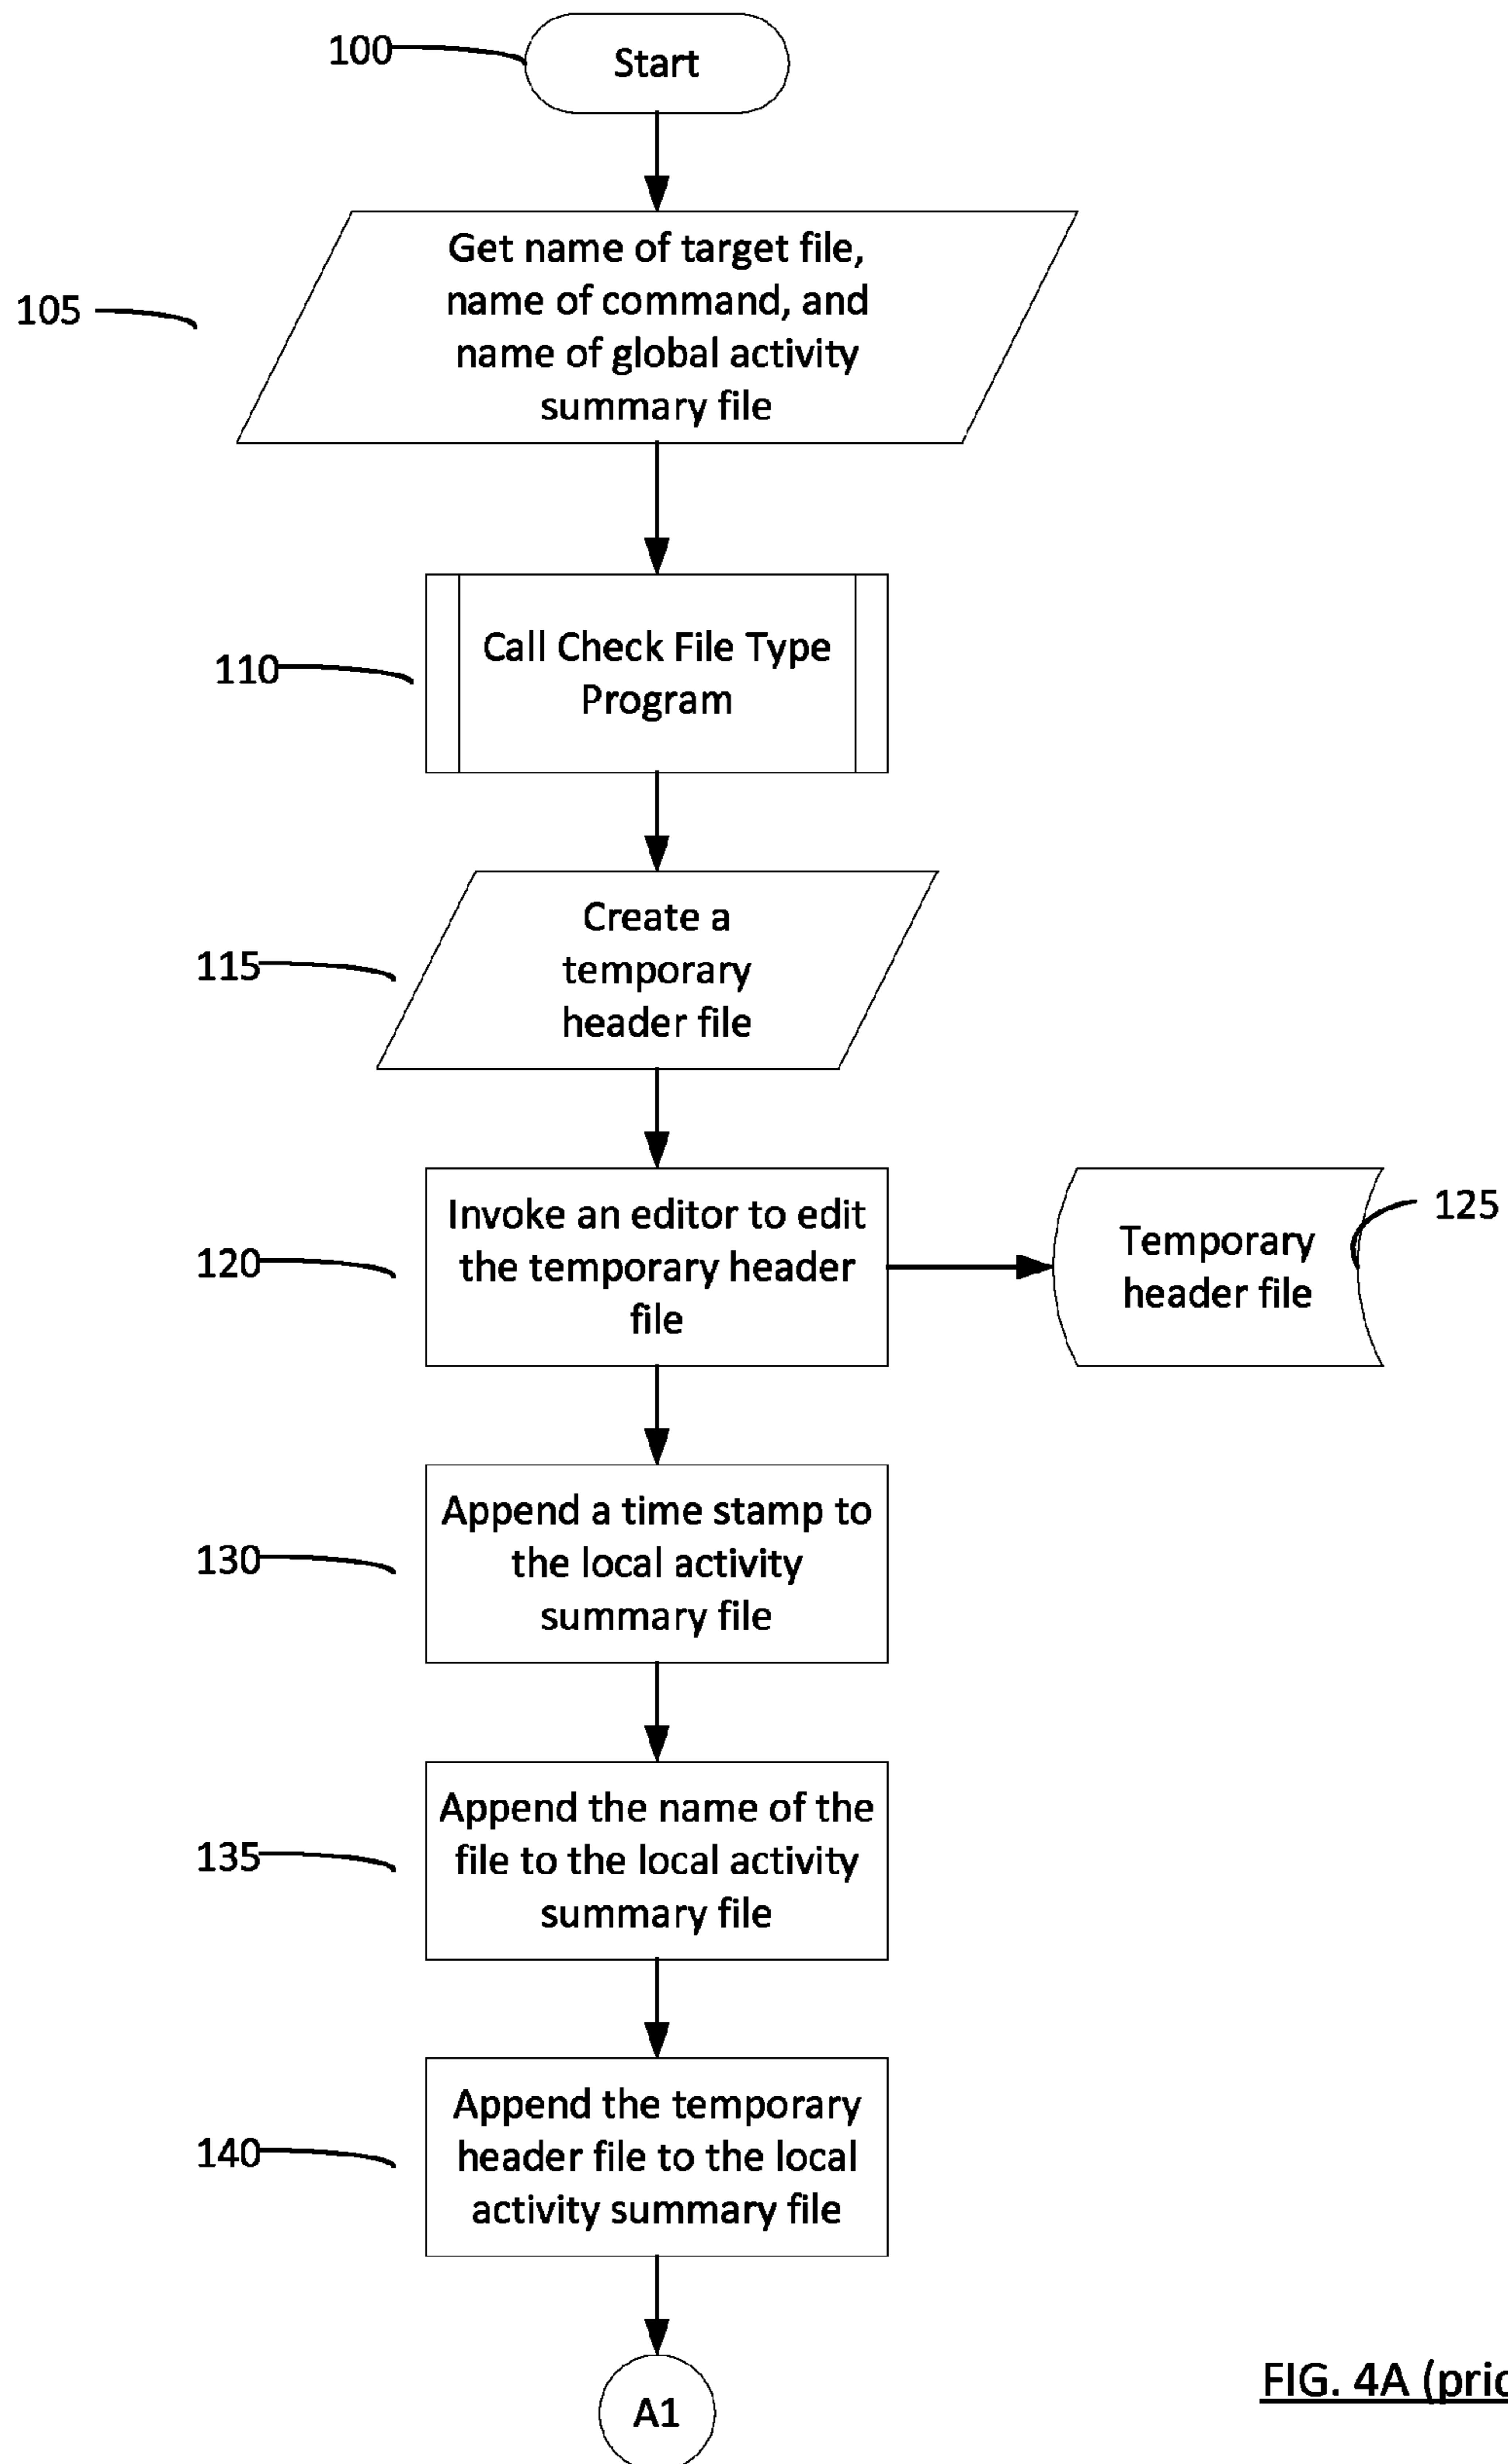 100
Start
105
Get name of target file,
name of command, and
name of global activity
summary file
110
Call Check File Type
Program
115
Create a
temporary
header file
120
Invoke an editor to edit
the temporary header
file
Temporary
header file
125
130
Append a time stamp to
the local activity
summary file
135
Append the name of the
file to the local activity
summary file
140
Append the temporary
header file to the local
activity summary file
A1
FIG. 4A